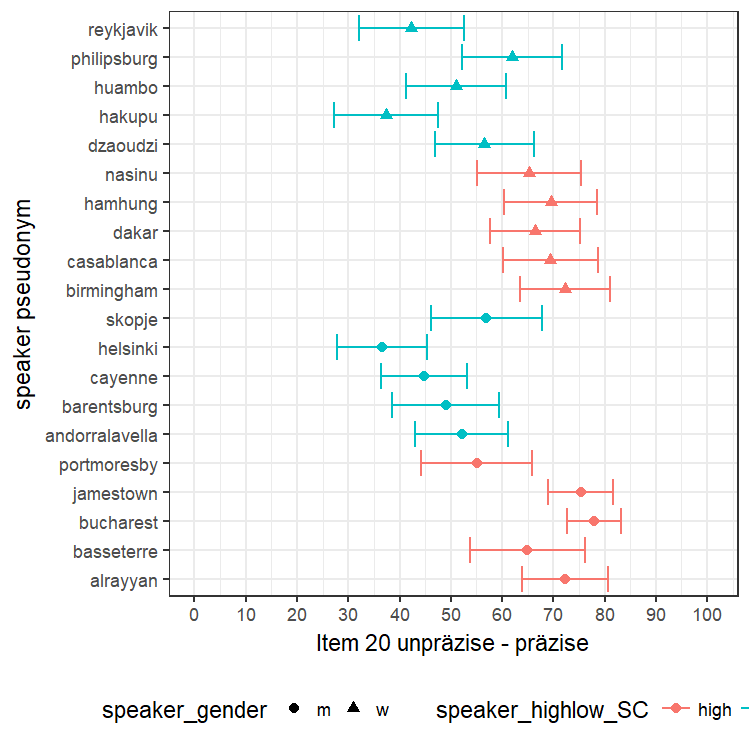 reykjavik
philipsburg
huambo
hakupu
dzaoudzi
nasinu
hamhung
dakar
casablanca
birmingham
skopje
helsinki
cayenne
barentsburg
andorralavella
portmoresby
jamestown
bucharest
basseterre
alrayyan
speaker pseudonym
0 10 20 30 40 50 60 70 80 90 100
Item 20 unpräzise - präzise
speaker_gender m w speaker_highlow_SC high